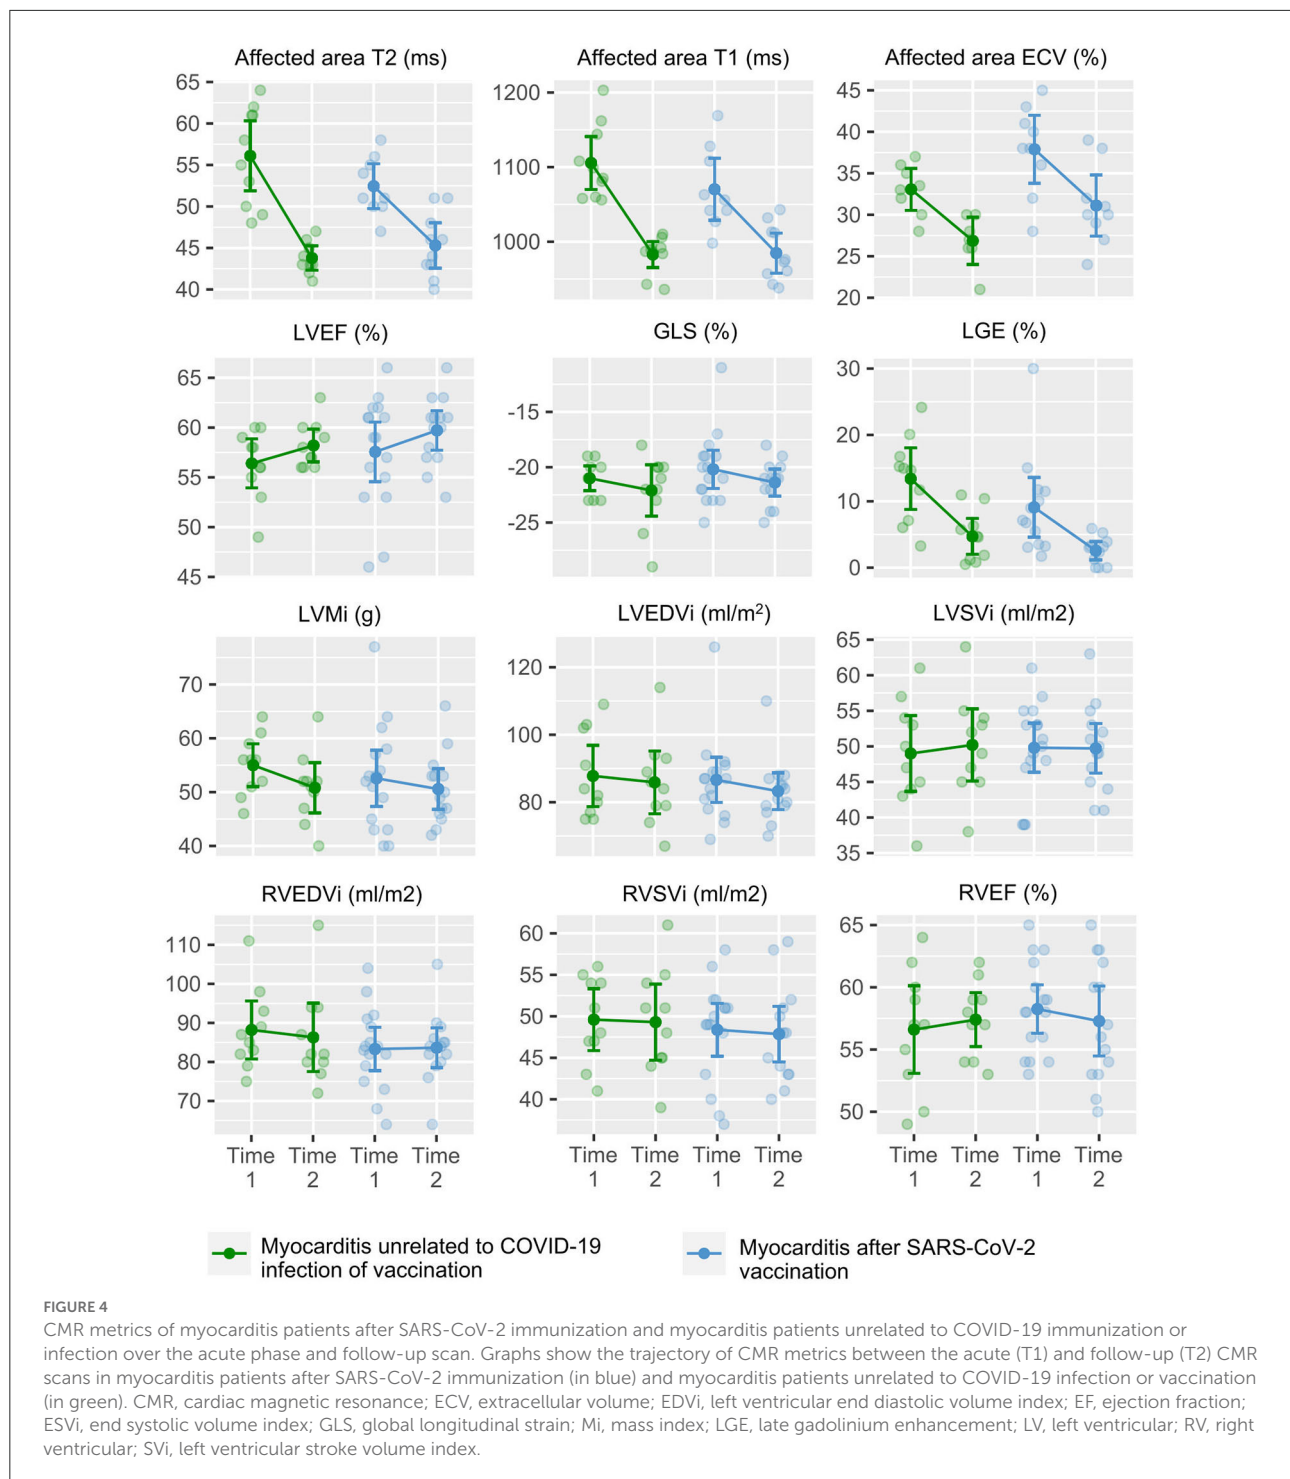 Affected area T2 (ms)
65
60
55
50
45
40
Affected area T1 (ms)
1200
1100
1000
Affected area ECV (%)
45
40
35
30
25
20
LVEF (%)
65
60
55
50
45
GLS (%)
-15
-20
-25
LGE (%)
30
20
10
0
LVMi (g)
70
60
50
40
LVEDVi (ml/m²)
120
100
80
LVSVi (ml/m2)
65
60
55
50
45
40
35
RVEDVi (ml/m2)
110
100
90
80
70
RVSVi (ml/m2)
60
55
50
45
40
RVEF (%)
65
60
55
50
Time Time Time Time
1 2 1 2
Time Time Time Time
1 2 1 2
Time Time Time Time
1 2 1 2
Myocarditis unrelated to COVID-19
infection of vaccination
Myocarditis after SARS-CoV-2
vaccination
FIGURE 4
CMR metrics of myocarditis patients after SARS-CoV-2 immunization and myocarditis patients unrelated to COVID-19 immunization or
infection over the acute phase and follow-up scan. Graphs show the trajectory of CMR metrics between the acute (T1) and follow-up (T2) CMR
scans in myocarditis patients after SARS-CoV-2 immunization (in blue) and myocarditis patients unrelated to COVID-19 infection or vaccination
(in green). CMR, cardiac magnetic resonance; ECV, extracellular volume; EDVi, left ventricular end diastolic volume index; EF, ejection fraction;
ESVi, end systolic volume index; GLS, global longitudinal strain; Mi, mass index; LGE, late gadolinium enhancement; LV, left ventricular; RV, right
ventricular; SVi, left ventricular stroke volume index.